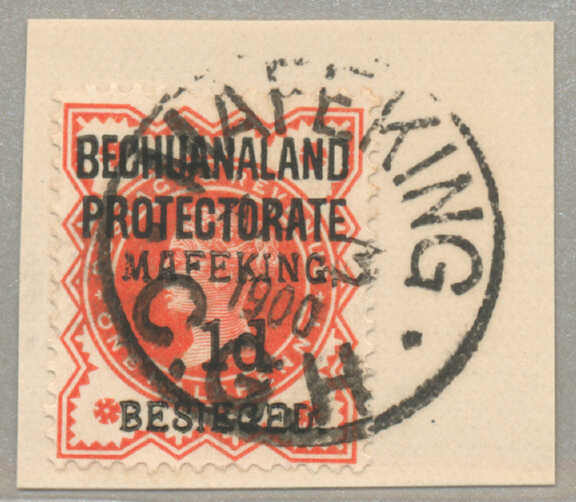 BECHUANALAND
PROTECTORATE
MAFEKING,
1d.
BESIEGED.
MAFEKING
1900
C.G.H